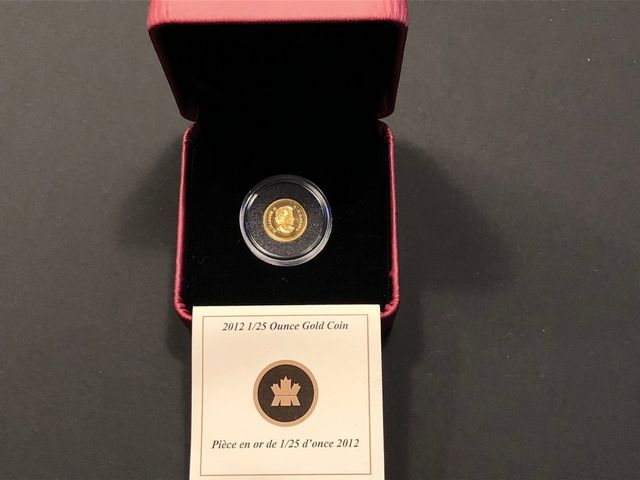 2012 1/25 Ounce Gold Coin
Pièce en or de 1/25 d'once 2012